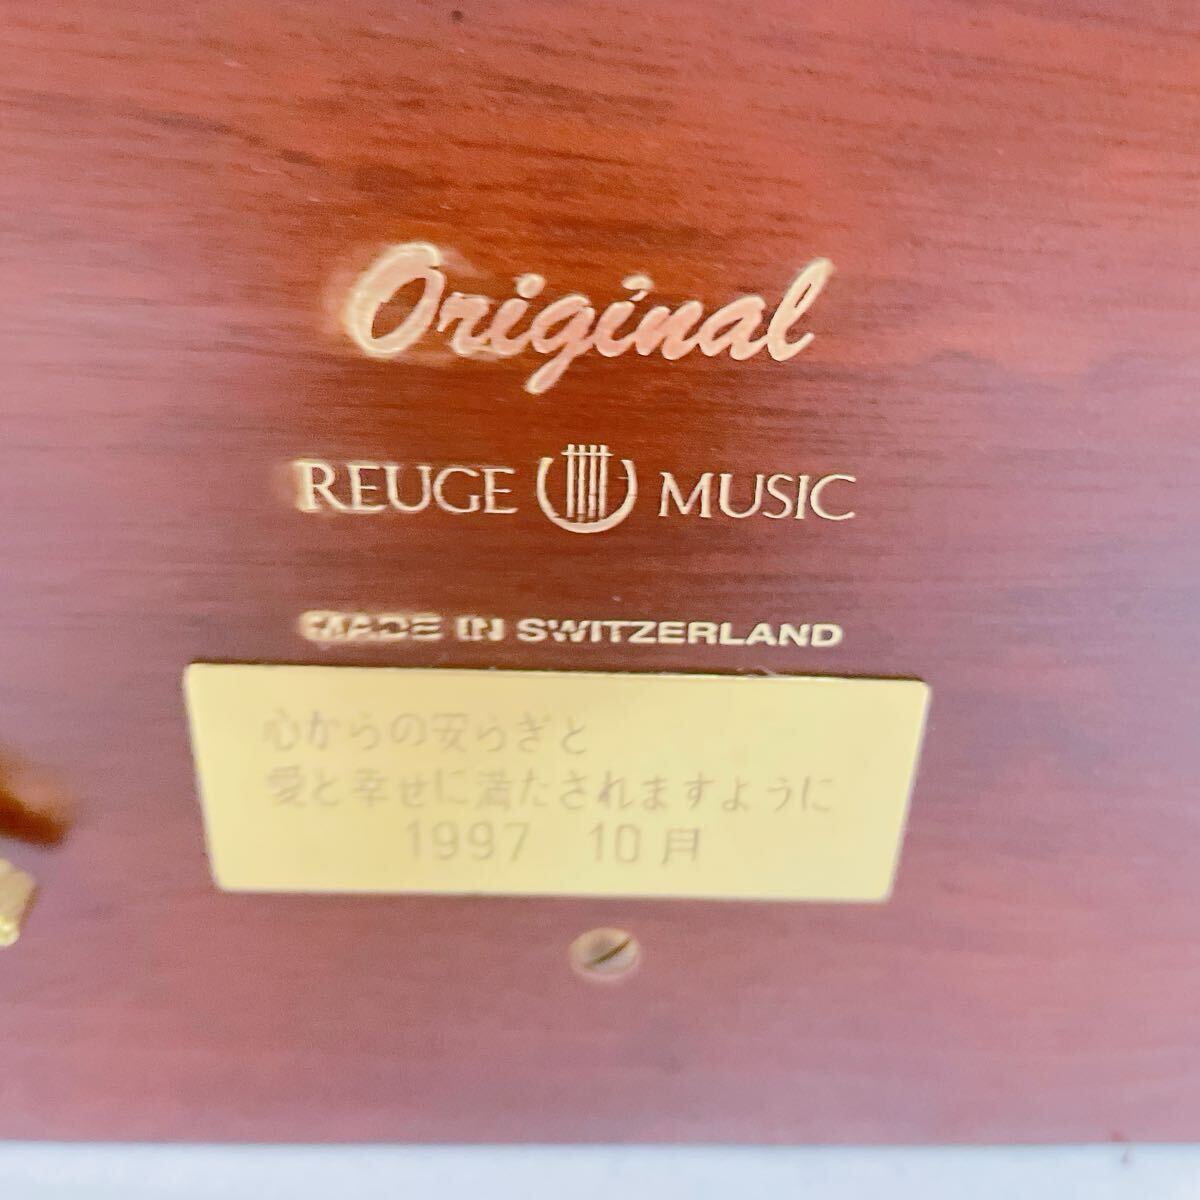 Original
REUGE MUSIC
MADE IN SWITZERLAND
心からの安らぎと
愛と幸せに満たされますように
1997 10月